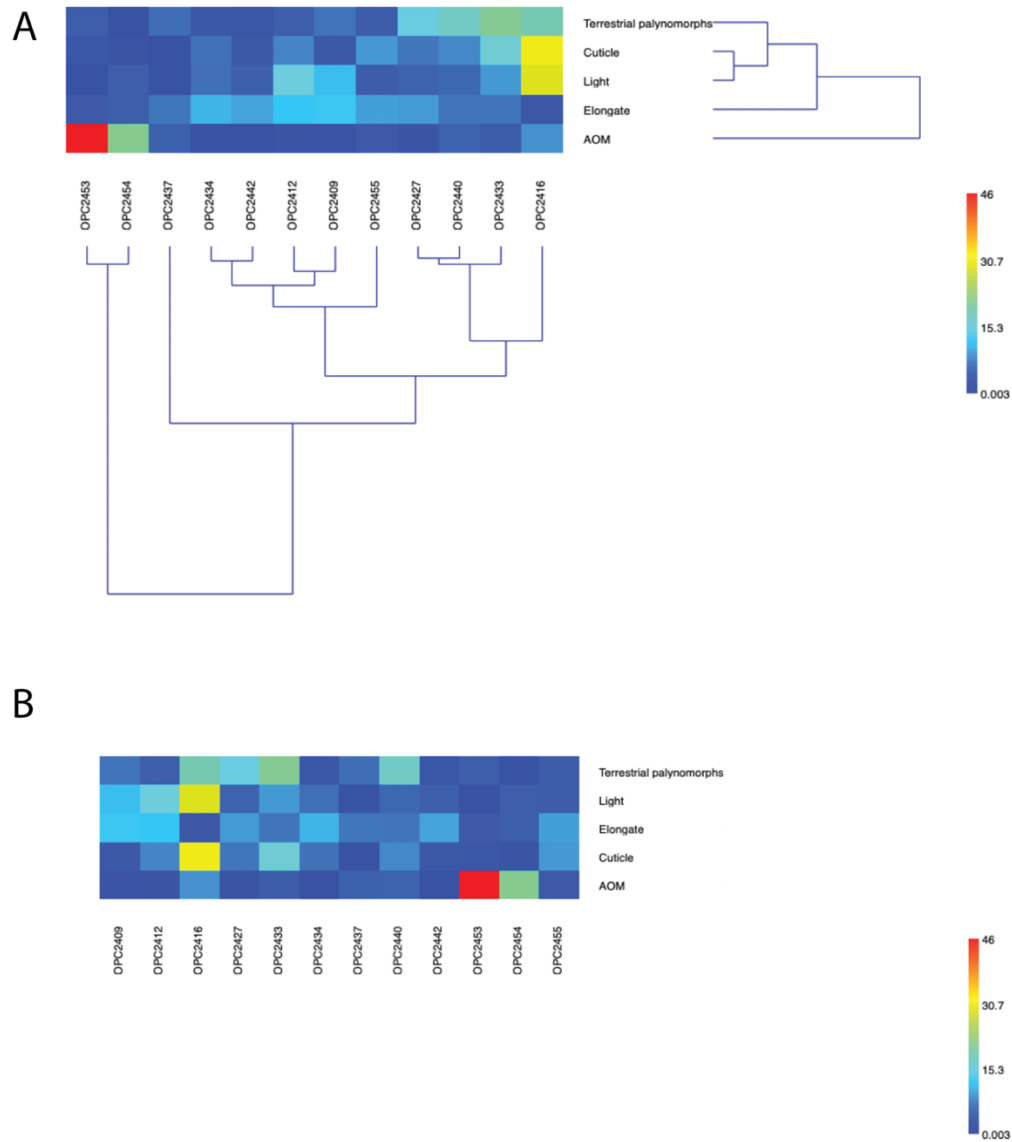 A
Terrestrial palynomorphs
Cuticle
Light
Elongate
AOM
OPC2453
OPC2454
OPC2437
OPC2434
OPC2442
OPC2412
OPC2409
OPC2455
OPC2427
OPC2440
OPC2433
OPC2416
46
30.7
15.3
0.003
B
Terrestrial palynomorphs
Light
Elongate
Cuticle
AOM
OPC2409
OPC2412
OPC2416
OPC2427
OPC2433
OPC2434
OPC2437
OPC2440
OPC2442
OPC2453
OPC2454
OPC2455
46
30.7
15.3
0.003